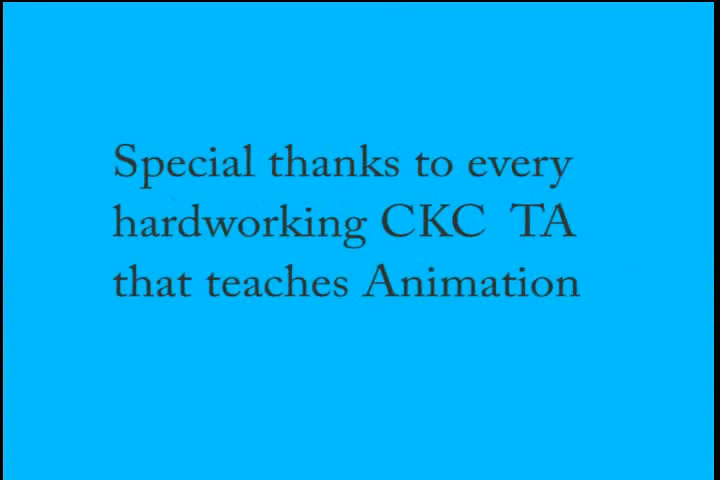 Special thanks to every
hardworking CKC  TA
that teaches Animation